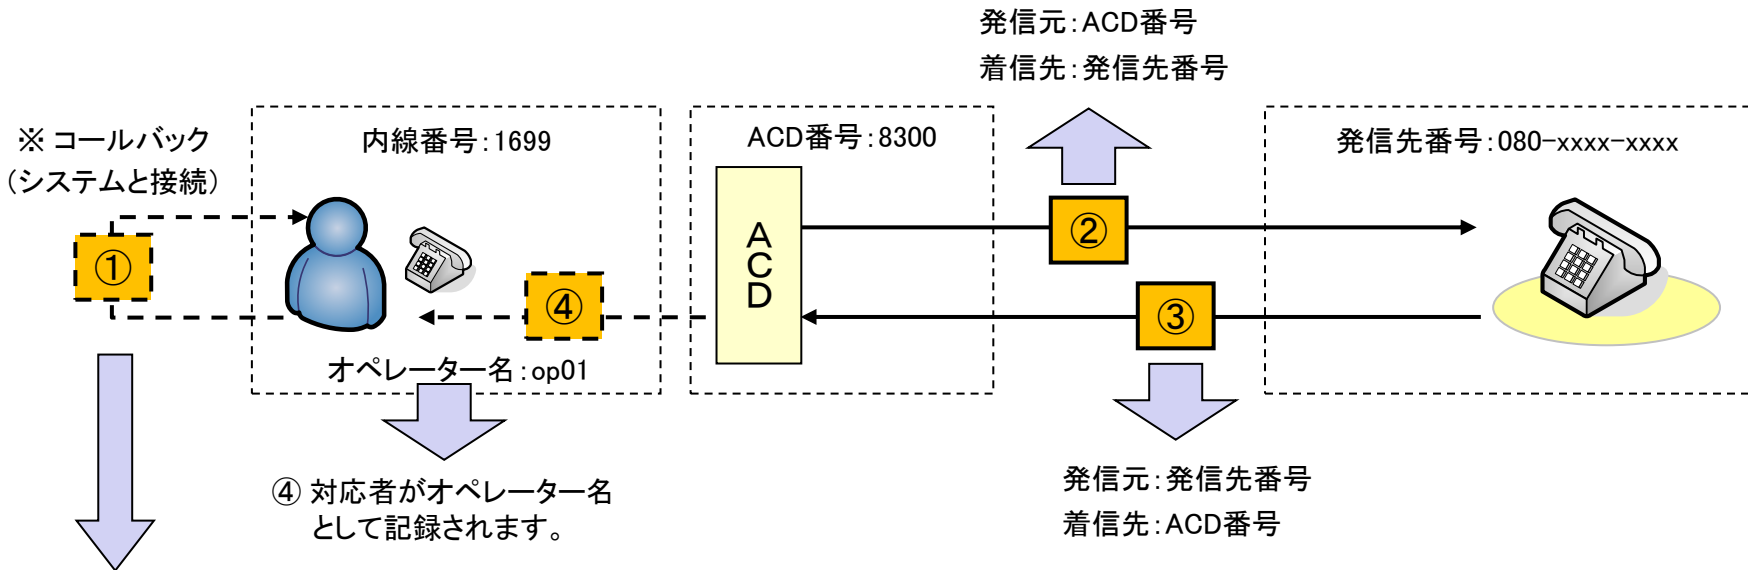 発信元：ACD番号
着信先：発信先番号
※ コールバック
（システムと接続）
内線番号：1699
ACD番号：8300
発信先番号：080-xxxx-xxxx
①
ACD
②
③
④
オペレーター名：op01
④ 対応者がオペレーター名
として記録されます。
発信元：発信先番号
着信先：ACD番号